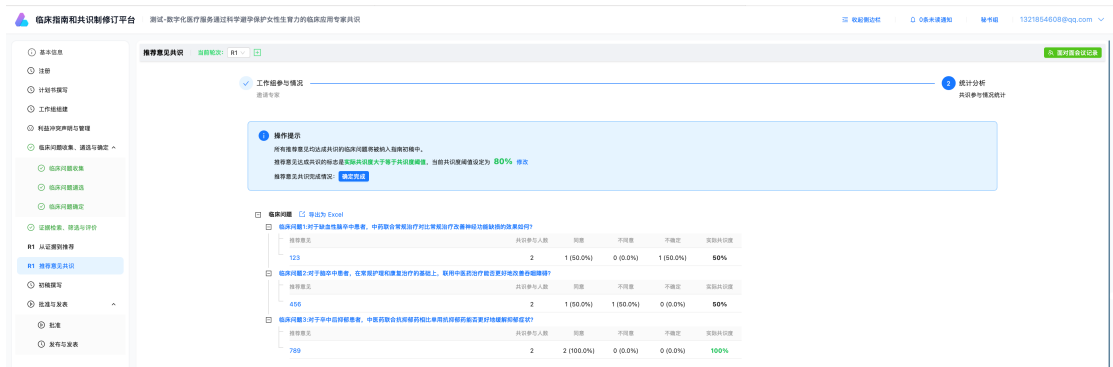 临床指南和共识制修订平台 测试-数字化医疗服务通过科学避孕保护女性生育力的临床应用专家共识 收起侧边栏 0条未读通知 秘书组 1321854608@qq.com
基本信息
注册
计划书撰写
工作组组建
利益冲突声明与管理
临床问题收集、遴选与确定
临床问题收集
临床问题遴选
临床问题确定
证据检索、筛选与评价
R1 从证据到推荐
R1 推荐意见共识
初稿撰写
批准与发表
批准
发布与发表
推荐意见共识 当前轮次: R1 面对面会议记录
工作组参与情况 2 统计分析
邀请专家 共识参与情况统计
操作提示
所有推荐意见均达成共识的临床问题将被纳入指南初稿中。
推荐意见达成共识的标志是实际共识度大于等于共识度阈值，当前共识度阈值设定为 80% 修改
推荐意见共识完成情况： 确定完成
临床问题 导出为 Excel
临床问题1:对于缺血性脑卒中患者，中药联合常规治疗对比常规治疗改善神经功能缺损的效果如何?
推荐意见 共识参与人数 同意 不同意 不确定 实际共识度
123 2 1 (50.0%) 0 (0.0%) 1 (50.0%) 50%
临床问题2:对于脑卒中患者，在常规护理和康复治疗的基础上，联用中医药治疗能否更好地改善吞咽障碍?
推荐意见 共识参与人数 同意 不同意 不确定 实际共识度
456 2 1 (50.0%) 1 (50.0%) 0 (0.0%) 50%
临床问题3:对于卒中后抑郁患者，中医药联合抗抑郁药相比单用抗抑郁药能否更好地缓解抑郁症状?
推荐意见 共识参与人数 同意 不同意 不确定 实际共识度
789 2 2 (100.0%) 0 (0.0%) 0 (0.0%) 100%